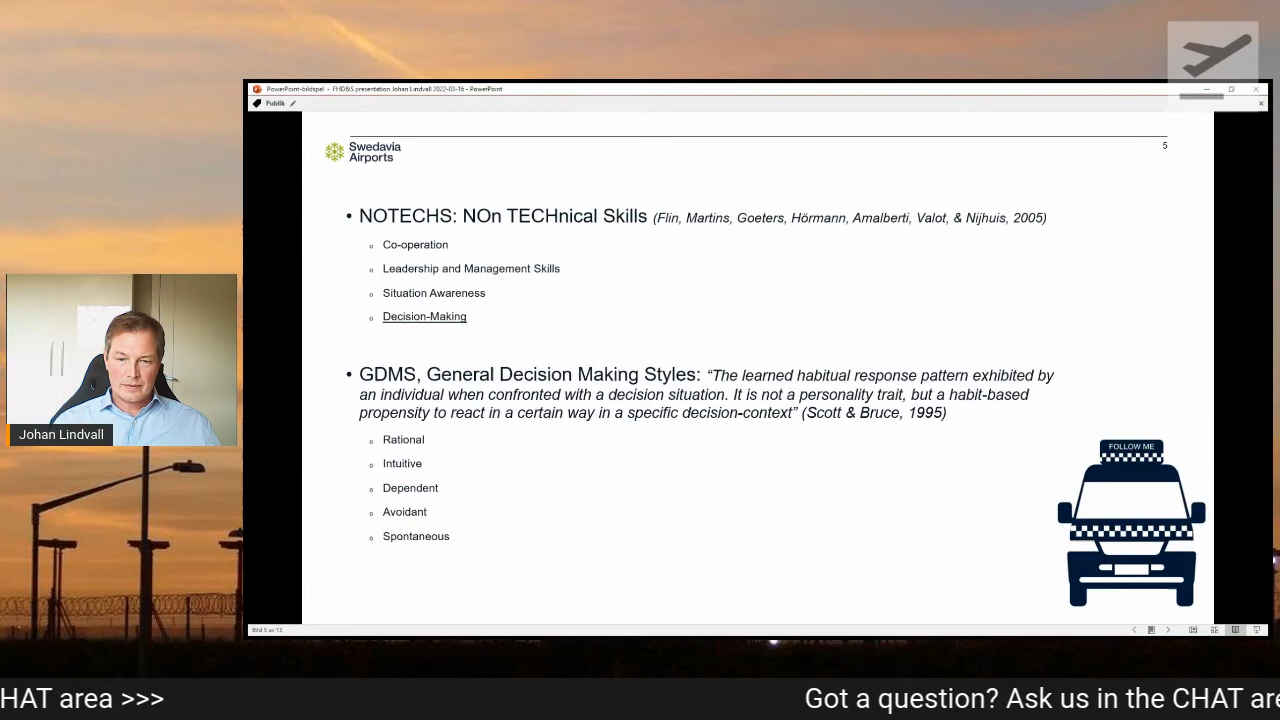 PowerPoint-bildspel - FHD&S presentation Johan Lindvall 2022-03-16 - PowerPoint
Publik
Swedavia
Airports
5
• NOTECHS: NOn TECHnical Skills (Flin, Martins, Goeters, Hörmann, Amalberti, Valot, & Nijhuis, 2005)
Co-operation
Leadership and Management Skills
Situation Awareness
Decision-Making
• GDMS, General Decision Making Styles: “The learned habitual response pattern exhibited by
an individual when confronted with a decision situation. It is not a personality trait, but a habit-based
propensity to react in a certain way in a specific decision-context” (Scott & Bruce, 1995)
Rational
Intuitive
Dependent
Avoidant
Spontaneous
FOLLOW ME
Johan Lindvall
Bild 5 av 13
HAT area >>>
Got a question? Ask us in the CHAT are